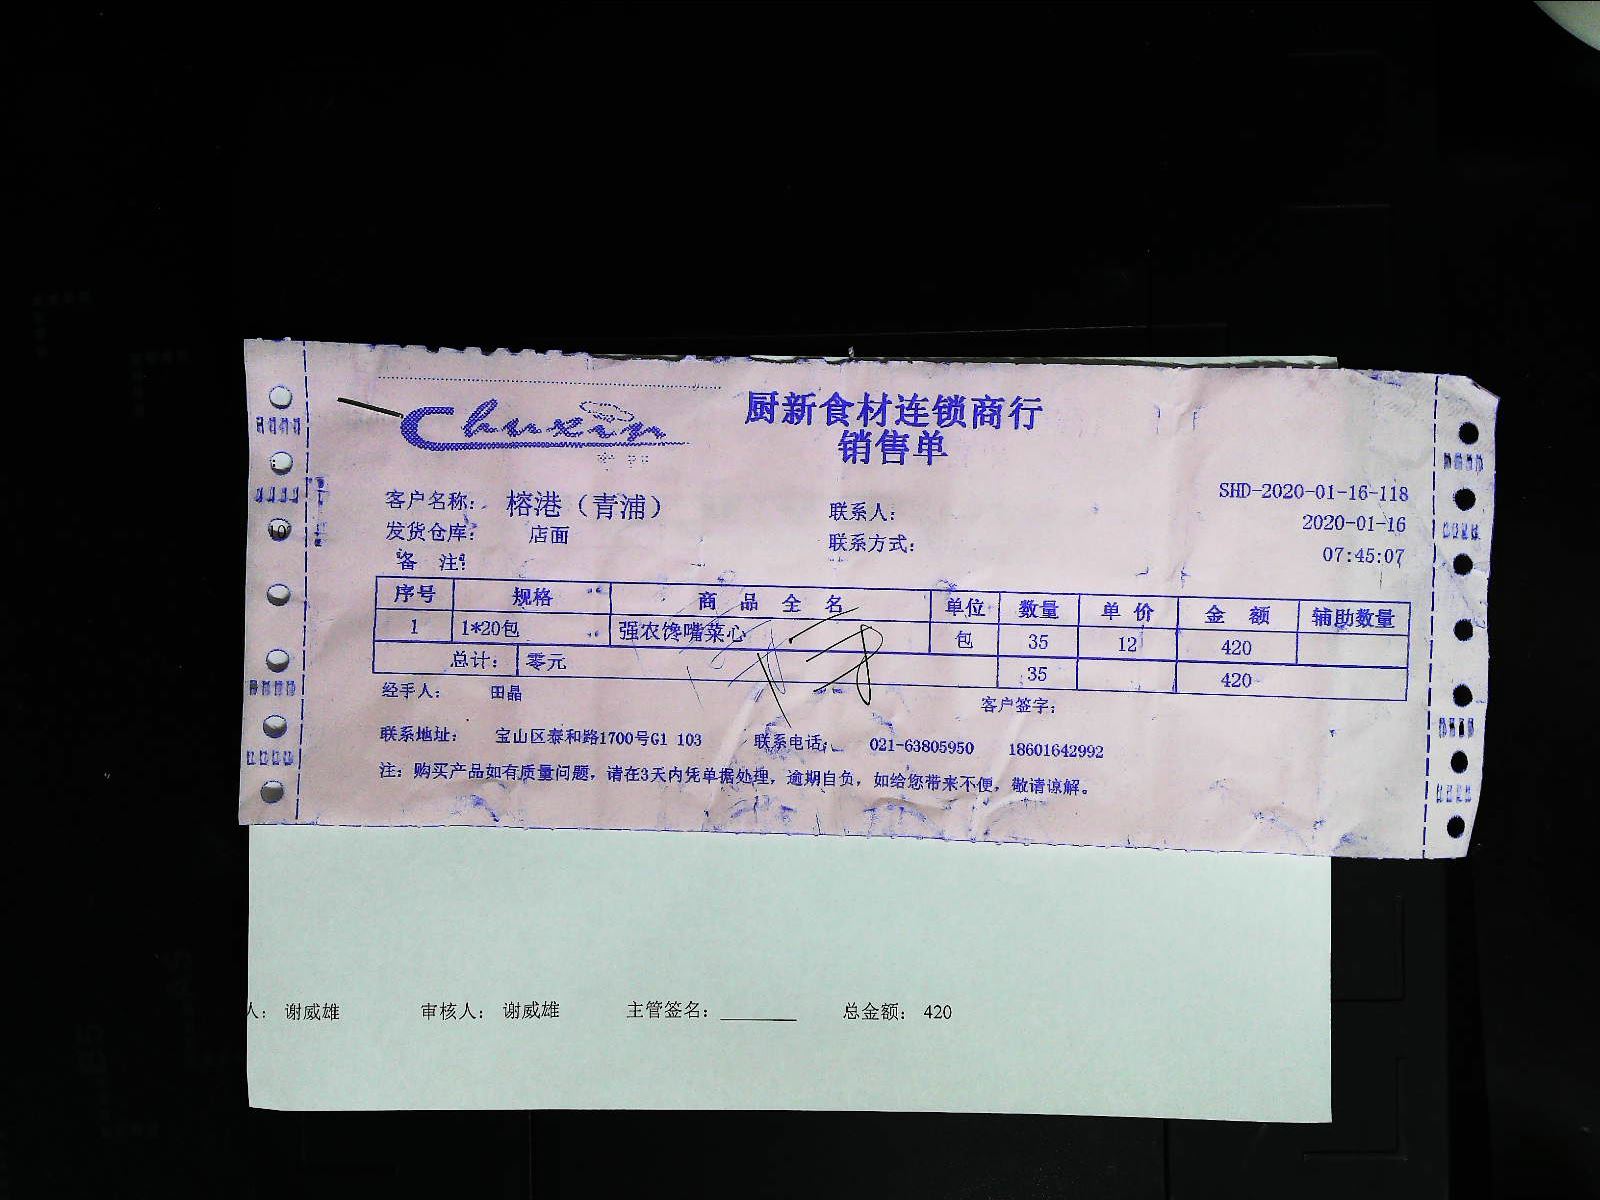 Chuxin
厨新食材连锁商行
销售单
SHD-2020-01-16-118
客户名称: 榕港（青浦） 联系人: 2020-01-16
发货仓库: 店面 联系方式: 07:45:07
备 注:
序号 规格 商 品 全 名 单位 数量 单 价 金 额 辅助数量
1 1*20包 强农馋嘴菜心 包 35 12 420
总计: 零元 35 420
经手人: 田晶 客户签字:
联系地址: 宝山区泰和路1700号G1 103 联系电话: 021-63805950 18601642992
注: 购买产品如有质量问题，请在3天内凭单据处理，逾期自负，如给您带来不便，敬请谅解。
人: 谢威雄 审核人: 谢威雄 主管签名: 总金额: 420